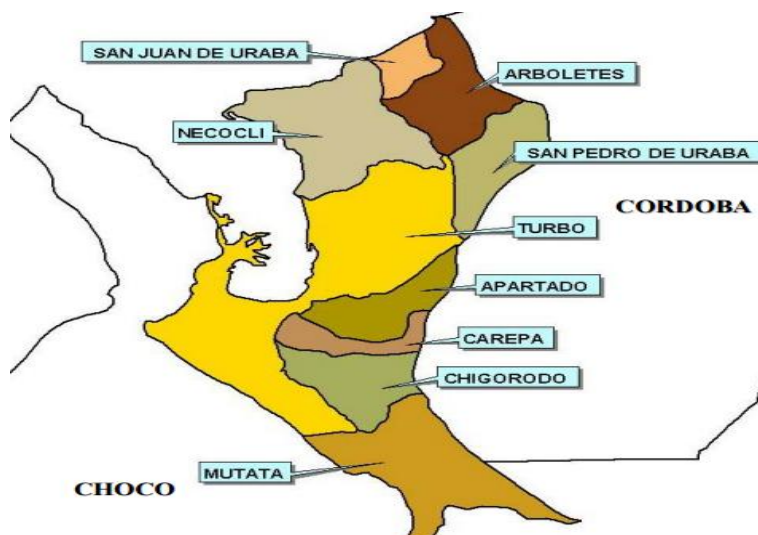 SAN JUAN DE URABA
ARBOLETES
NECOCLI
SAN PEDRO DE URABA
CORDOBA
TURBO
APARTADO
CAREPA
CHIGORODO
MUTATA
CHOCO